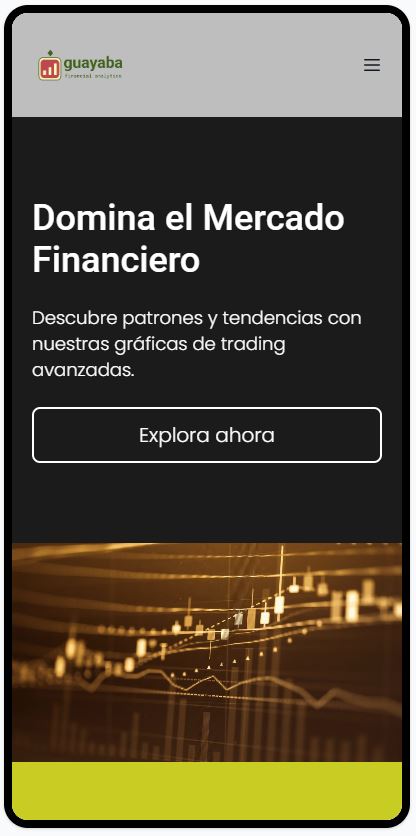 guayaba
financial analytics
Domina el Mercado
Financiero
Descubre patrones y tendencias con
nuestras gráficas de trading
avanzadas.
Explora ahora